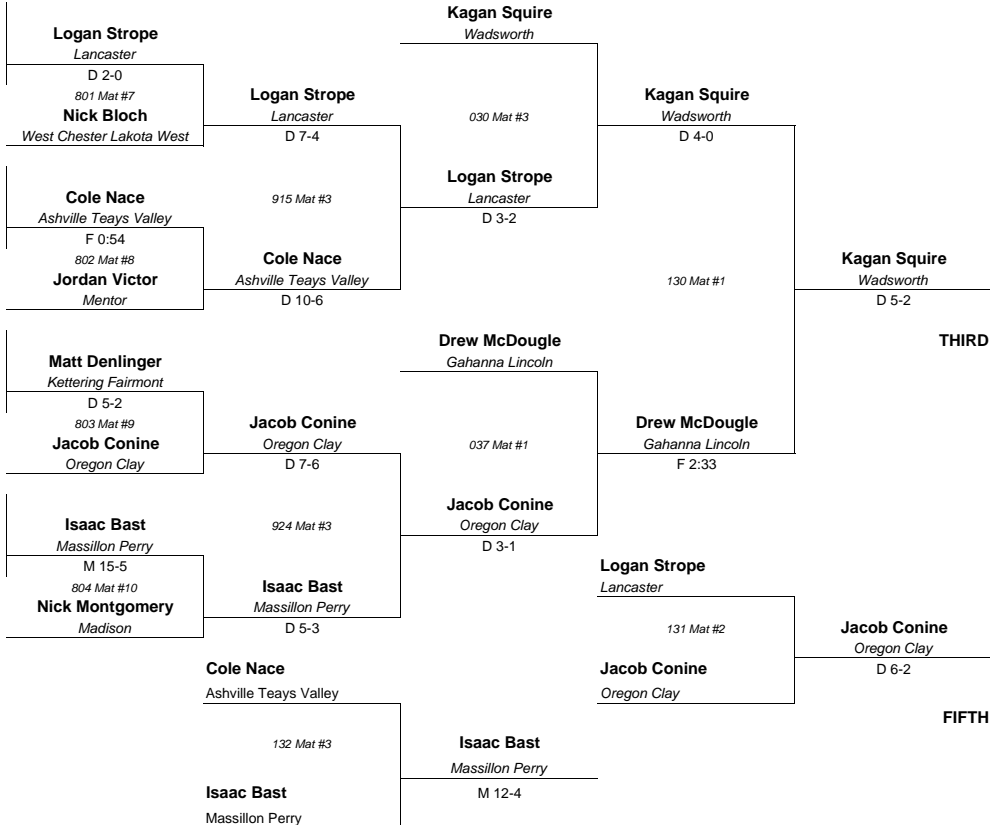 Kagan Squire
Wadsworth
Logan Strope
Lancaster
D 2-0
801 Mat #7
Nick Bloch
West Chester Lakota West
Logan Strope
Lancaster
D 7-4
030 Mat #3
Kagan Squire
Wadsworth
D 4-0
Cole Nace
Ashville Teays Valley
F 0:54
802 Mat #8
Jordan Victor
Mentor
915 Mat #3
Logan Strope
Lancaster
D 3-2
Cole Nace
Ashville Teays Valley
D 10-6
130 Mat #1
Kagan Squire
Wadsworth
D 5-2
THIRD
Matt Denlinger
Kettering Fairmont
D 5-2
803 Mat #9
Jacob Conine
Oregon Clay
Drew McDougle
Gahanna Lincoln
Jacob Conine
Oregon Clay
D 7-6
037 Mat #1
Drew McDougle
Gahanna Lincoln
F 2:33
Isaac Bast
Massillon Perry
M 15-5
804 Mat #10
Nick Montgomery
Madison
924 Mat #3
Jacob Conine
Oregon Clay
D 3-1
Isaac Bast
Massillon Perry
D 5-3
Logan Strope
Lancaster
131 Mat #2
Jacob Conine
Oregon Clay
Jacob Conine
Oregon Clay
D 6-2
FIFTH
Cole Nace
Ashville Teays Valley
132 Mat #3
Isaac Bast
Massillon Perry
Isaac Bast
Massillon Perry
M 12-4